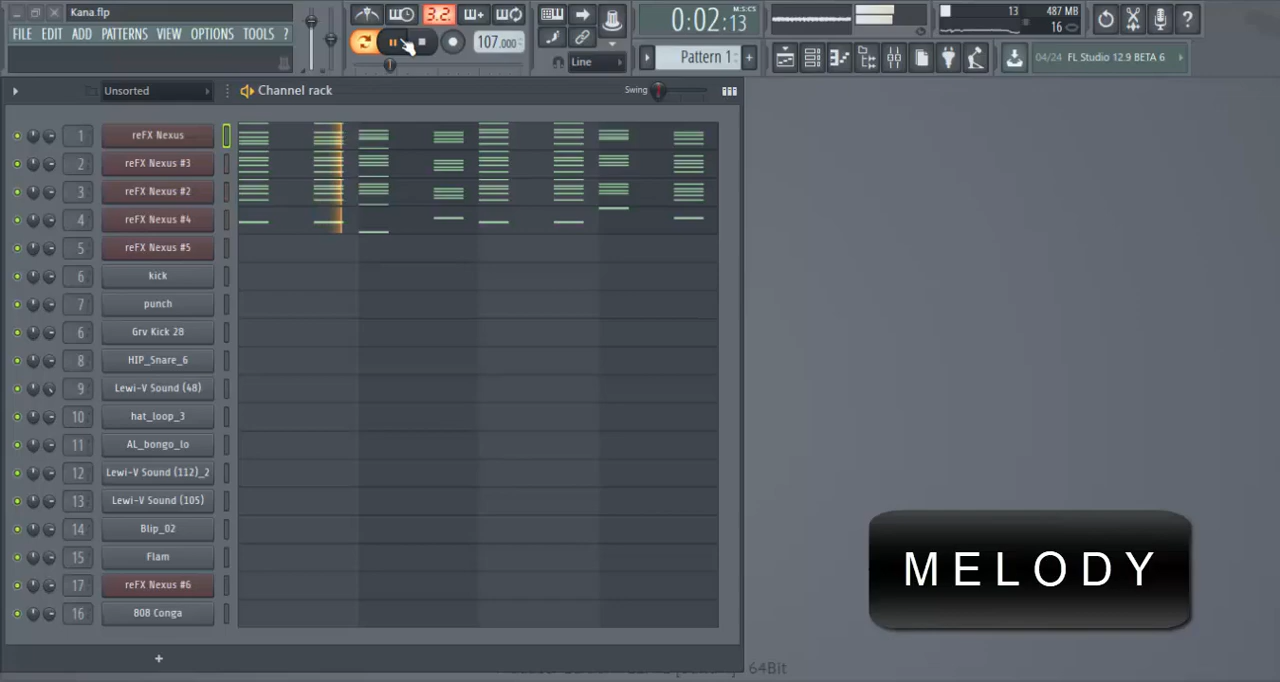 Kana.flp
FILE EDIT ADD PATTERNS VIEW OPTIONS TOOLS ?
3.2.
107.000
0:02:13
M:S:CS
Line
Pattern 1
13
487 MB
16
04/24 FL Studio 12.9 BETA 6
Unsorted
Channel rack
Swing
1 reFX Nexus
2 reFX Nexus #3
3 reFX Nexus #2
4 reFX Nexus #4
5 reFX Nexus #5
6 kick
7 punch
6 Grv Kick 28
8 HIP_Snare_6
9 Lewi-V Sound (48)
10 hat_loop_3
11 AL_bongo_lo
12 Lewi-V Sound (112)_2
13 Lewi-V Sound (105)
14 Blip_02
15 Flam
17 reFX Nexus #6
16 808 Conga
+
MELODY
64Bit